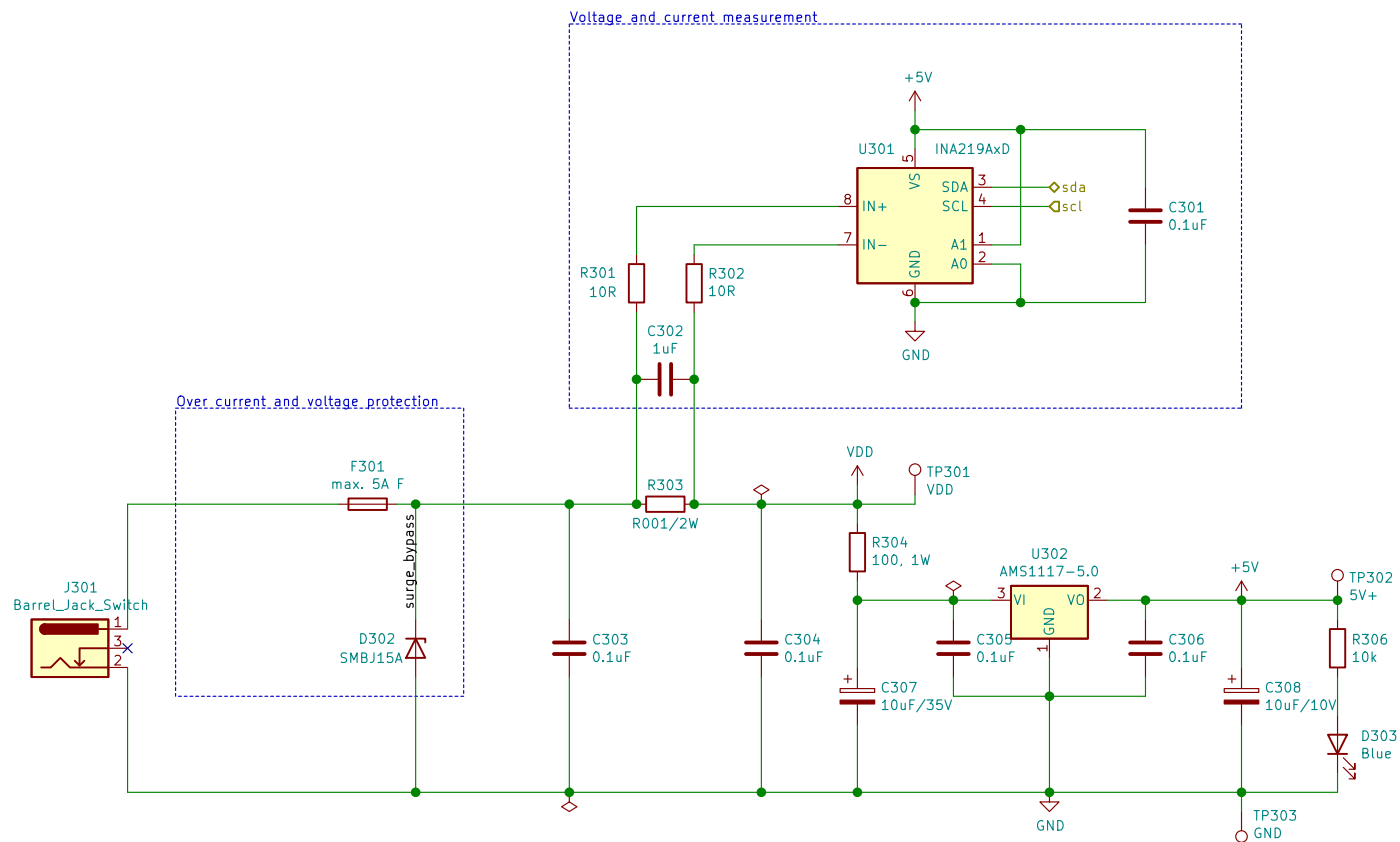 Voltage and current measurement
+5V
U301
INA219AxD
5
VS
8
IN+
SDA
3
sda
SCL
4
scl
7
IN-
A1
1
A0
2
GND
6
C301
0.1uF
R301
10R
R302
10R
C302
1uF
GND
Over current and voltage protection
F301
max. 5A F
surge_bypass
D302
SMBJ15A
J301
Barrel_Jack_Switch
1
3
2
R303
R001/2W
VDD
TP301
VDD
R304
100, 1W
U302
AMS1117-5.0
3
VI
VO
2
GND
1
+5V
TP302
5V+
C303
0.1uF
C304
0.1uF
C305
0.1uF
C306
0.1uF
R306
10k
+
C307
10uF/35V
+
C308
10uF/10V
D303
Blue
GND
TP303
GND